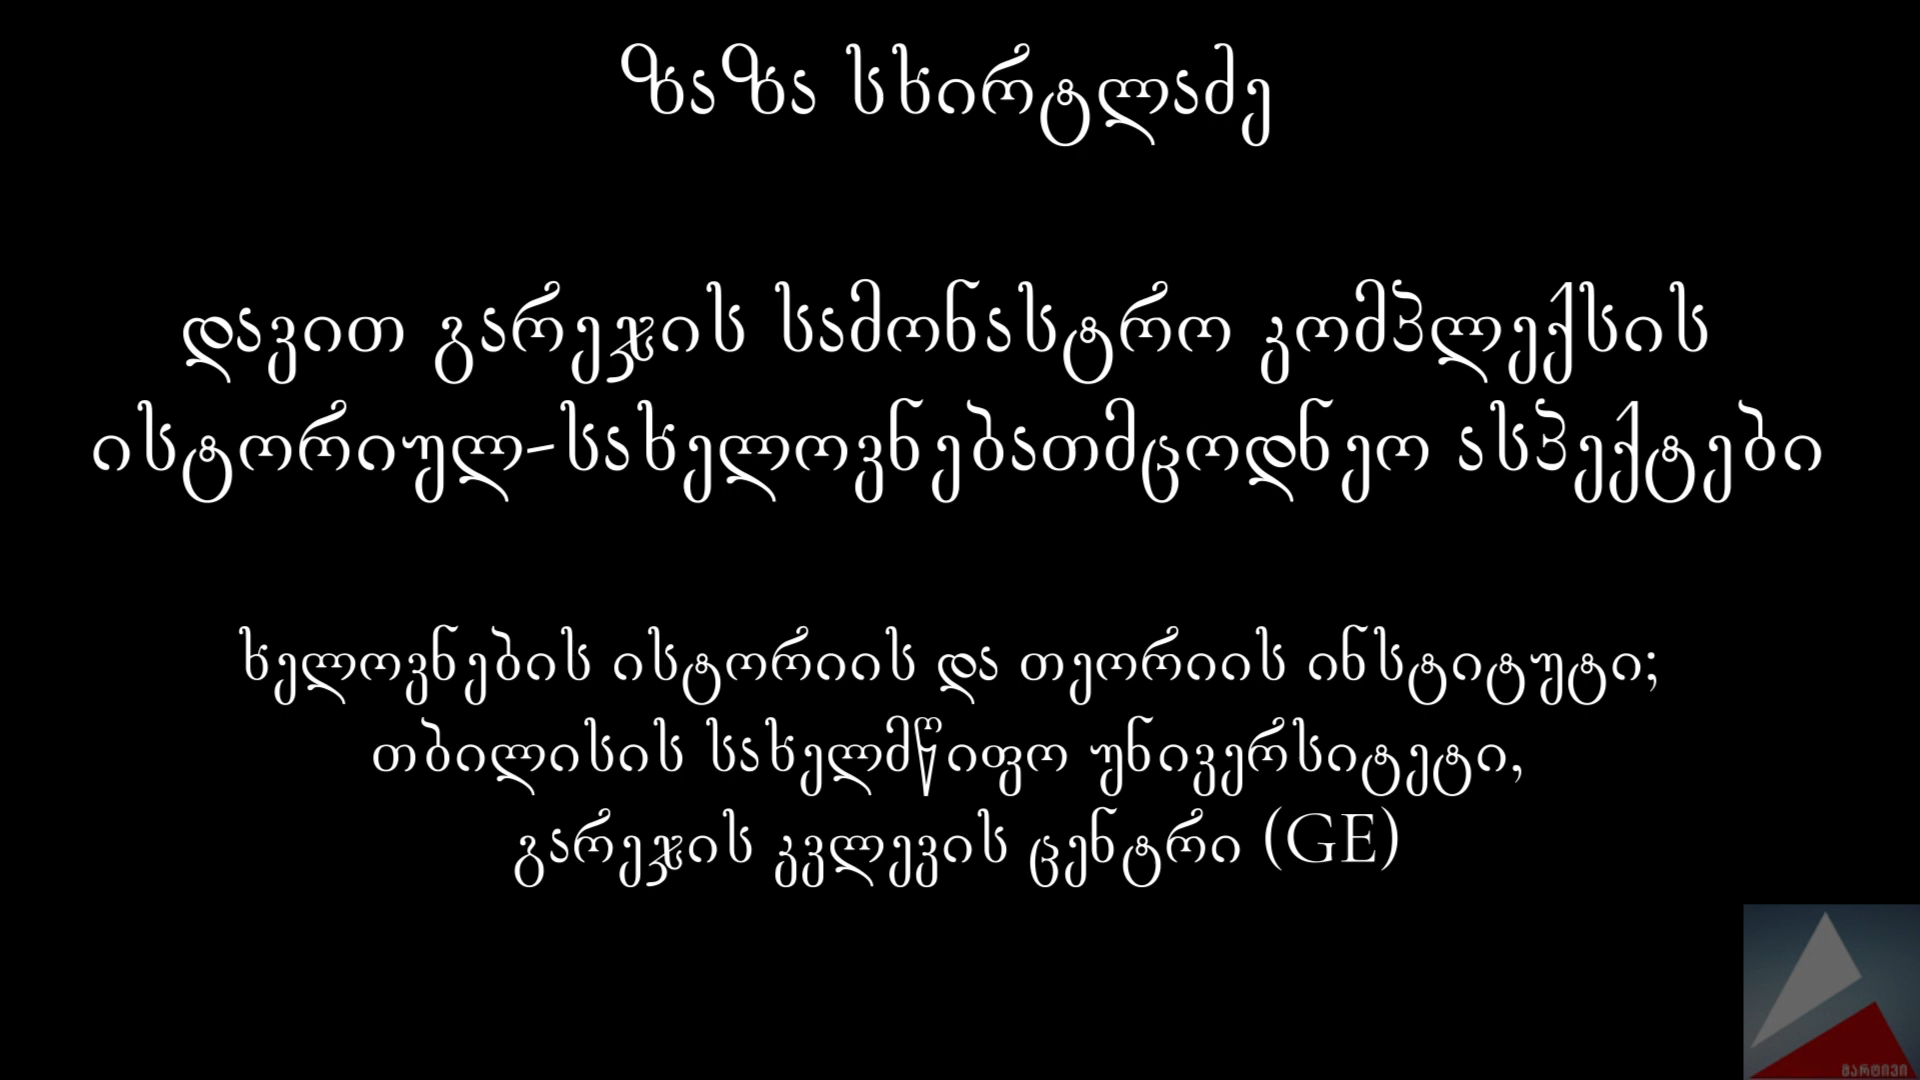 ზაზა სხირტლაძე
დავით გარეჯის სამონასტრო კომპლექსის
ისტორიულ-სახელოვნებათმცოდნეო ასპექტები
ხელოვნების ისტორიის და თეორიის ინსტიტუტი;
თბილისის სახელმწიფო უნივერსიტეტი,
გარეჯის კვლევის ცენტრი (GE)
მარტივი